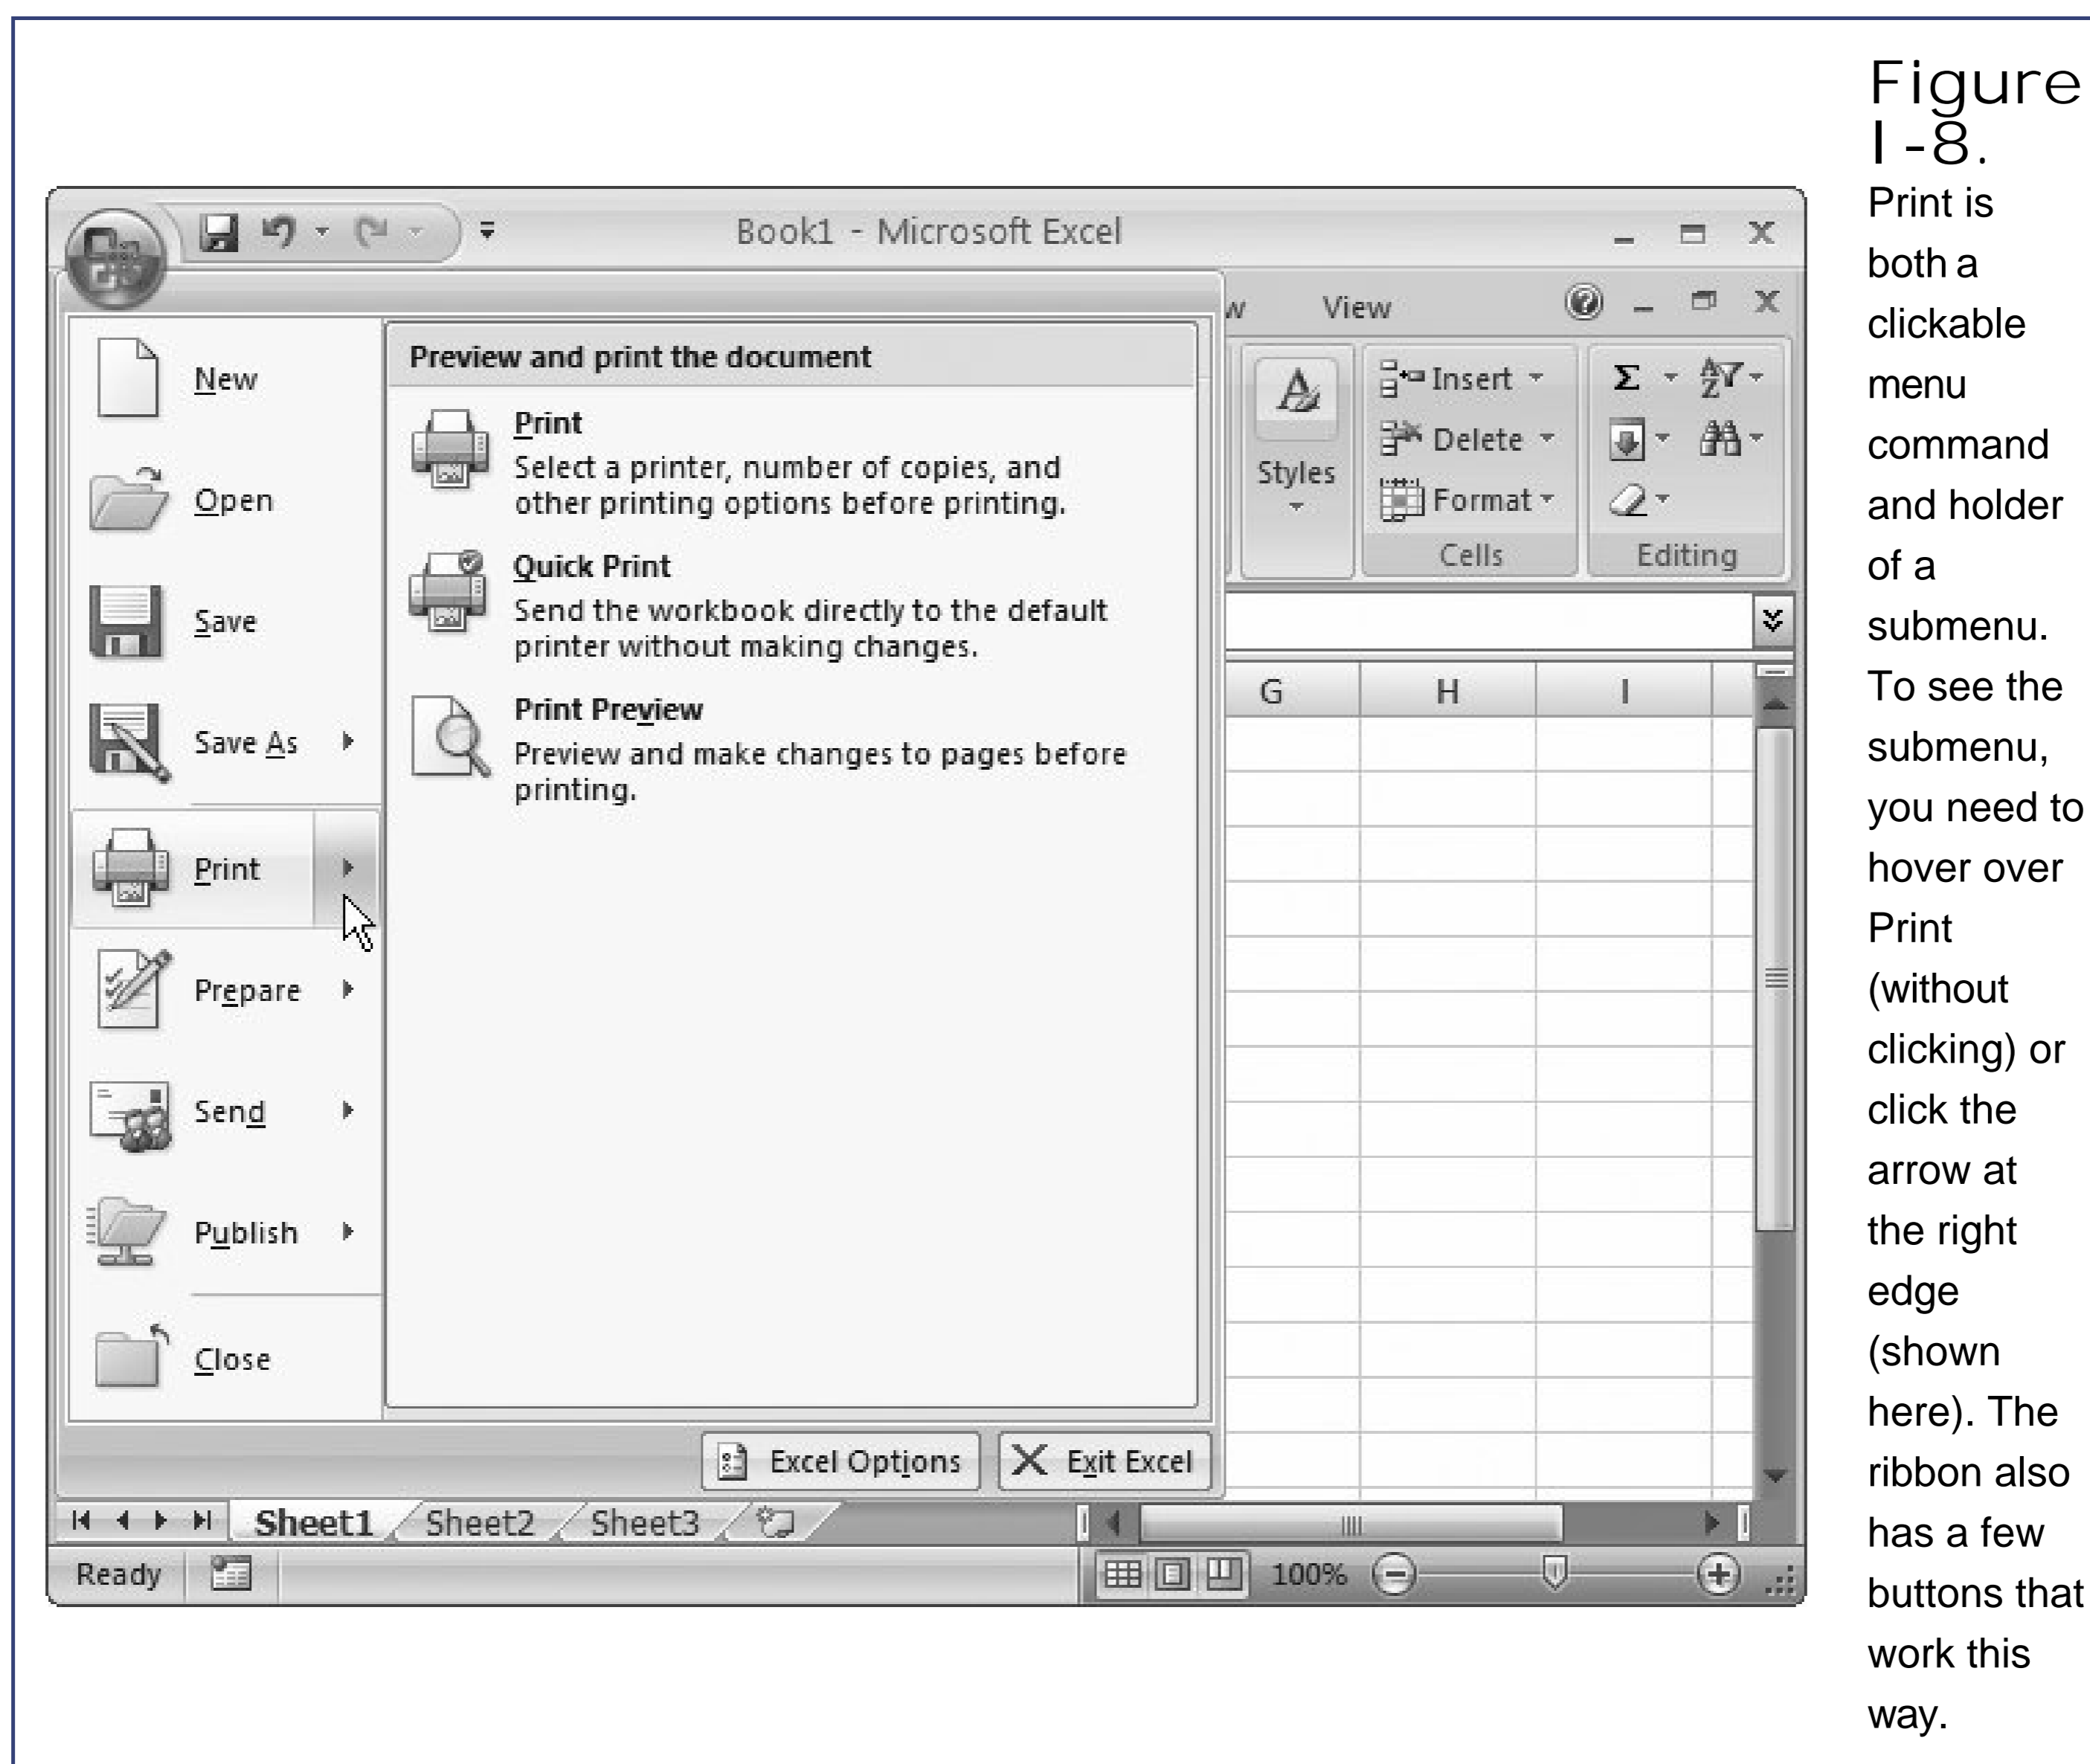 Figure
I-8.
Print is
both a
clickable
menu
command
and holder
of a
submenu.
To see the
submenu,
you need to
hover over
Print
(without
clicking) or
click the
arrow at
the right
edge
(shown
here). The
ribbon also
has a few
buttons that
work this
way.
Book1 - Microsoft Excel
w View
New
Open
Save
Save As
Print
Prepare
Send
Publish
Close
Preview and print the document
Print
Select a printer, number of copies, and
other printing options before printing.
Quick Print
Send the workbook directly to the default
printer without making changes.
Print Preview
Preview and make changes to pages before
printing.
Styles
Insert
Delete
Format
Cells
Editing
G H I
Excel Options Exit Excel
Sheet1 Sheet2 Sheet3
Ready 100%